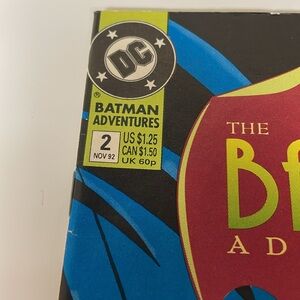 DC
®
BATMAN
ADVENTURES
2
NOV 92
US $1.25
CAN $1.50
UK 60p
THE